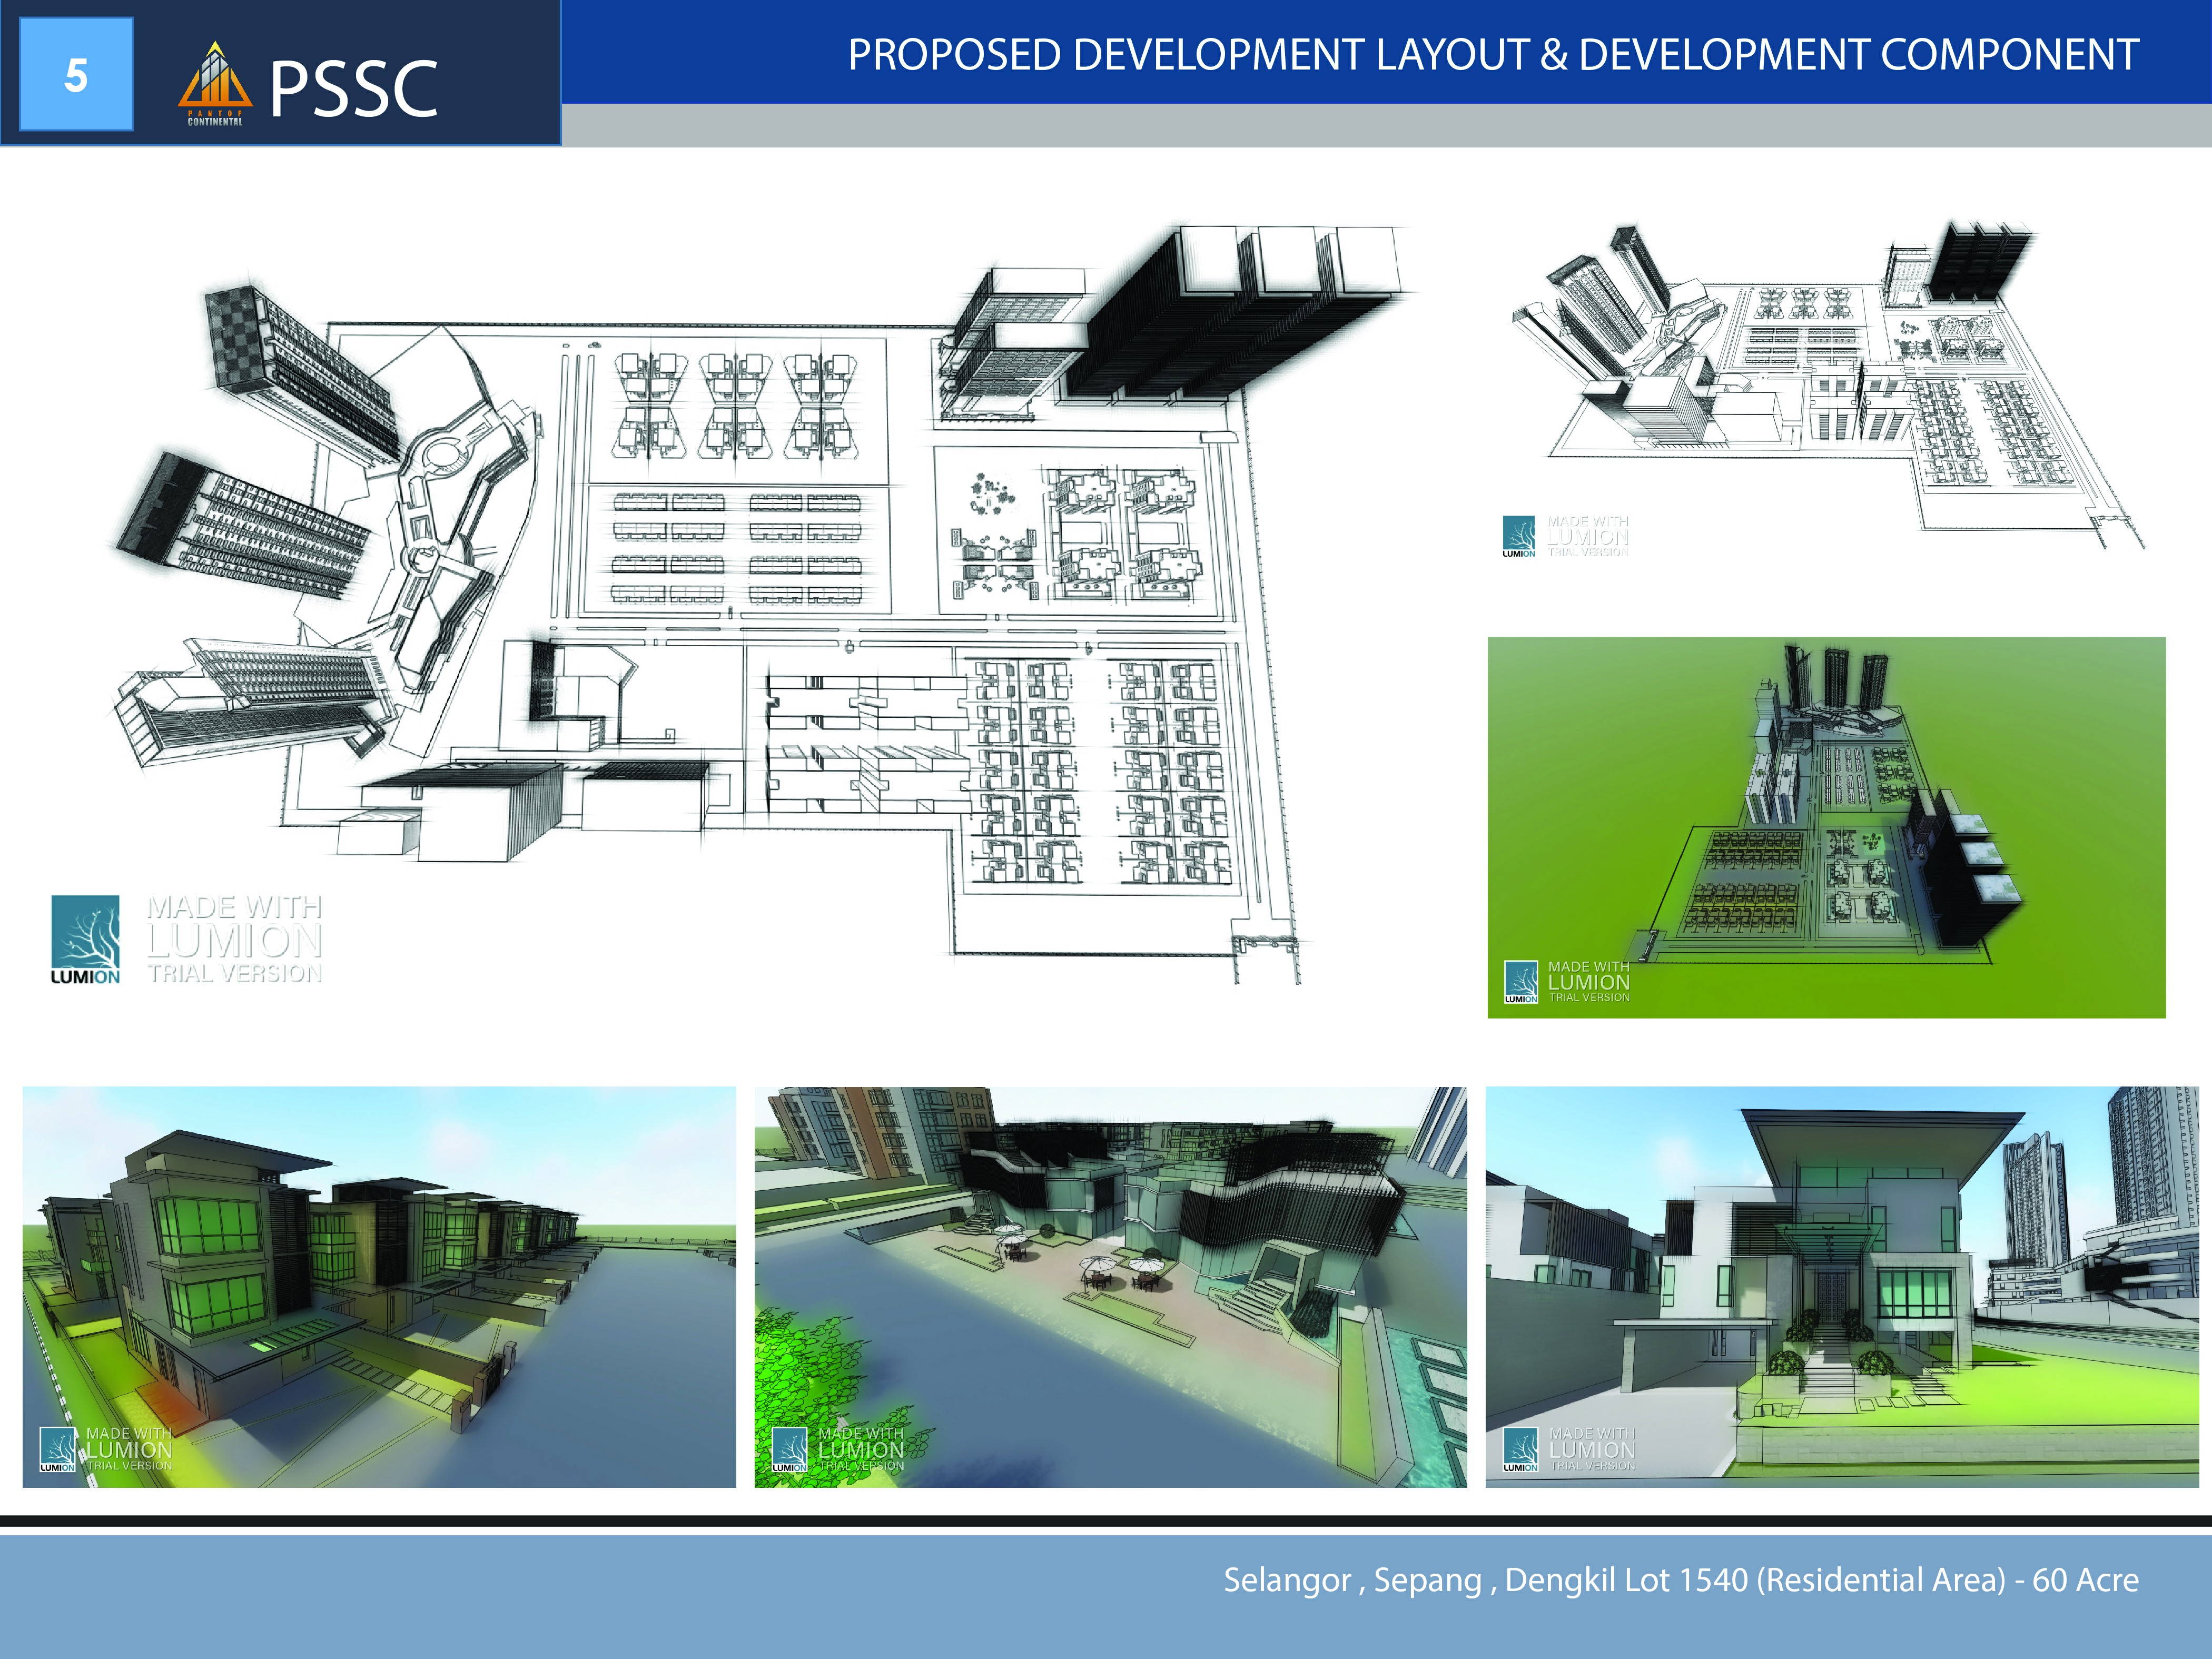 5
PANTOP
CONTINENTAL
PSSC
PROPOSED DEVELOPMENT LAYOUT & DEVELOPMENT COMPONENT
LUMION
MADE WITH
LUMION
TRIAL VERSION
LUMION
MADE WITH
LUMION
TRIAL VERSION
LUMION
MADE WITH
LUMION
TRIAL VERSION
LUMION
MADE WITH
LUMION
TRIAL VERSION
LUMION
MADE WITH
LUMION
TRIAL VERSION
LUMION
MADE WITH
LUMION
TRIAL VERSION
Selangor , Sepang , Dengkil Lot 1540 (Residential Area) - 60 Acre